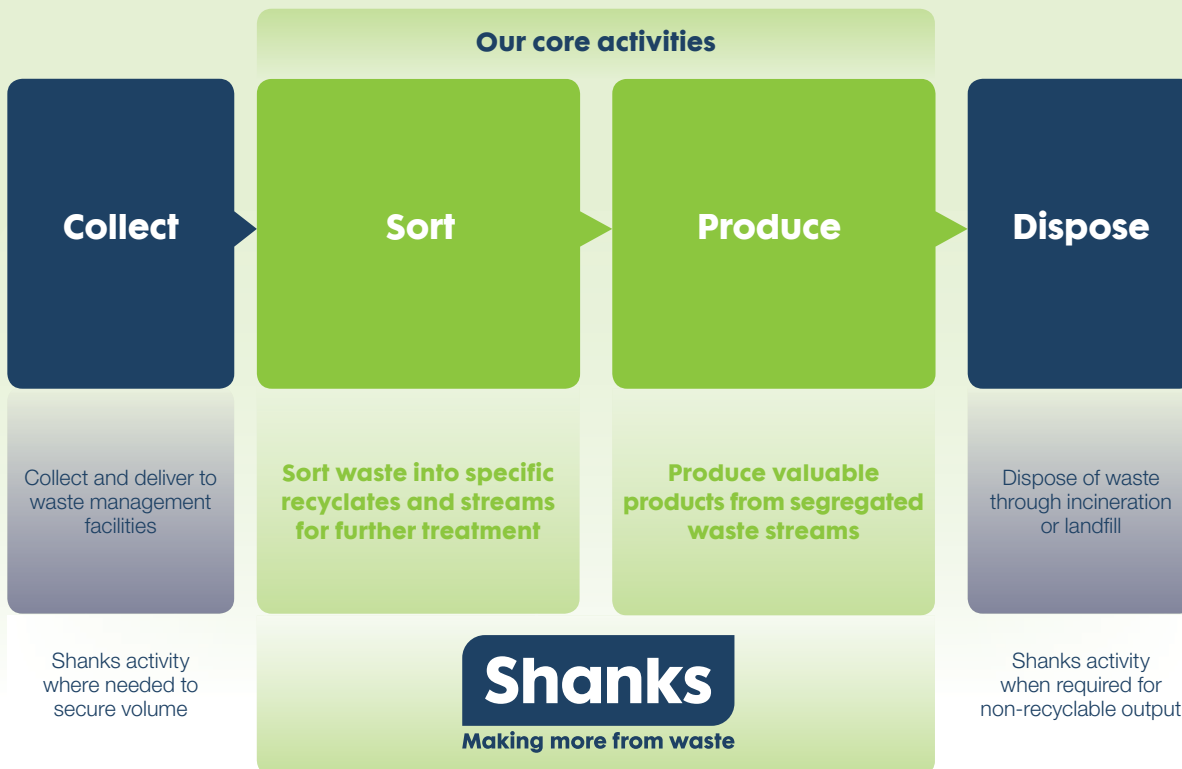 Our core activities
Collect
Sort
Produce
Dispose
Collect and deliver to
waste management
facilities
Sort waste into specific
recyclates and streams
for further treatment
Produce valuable
products from segregated
waste streams
Dispose of waste
through incineration
or landfill
Shanks activity
where needed to
secure volume
Shanks
Making more from waste
Shanks activity
when required for
non-recyclable output